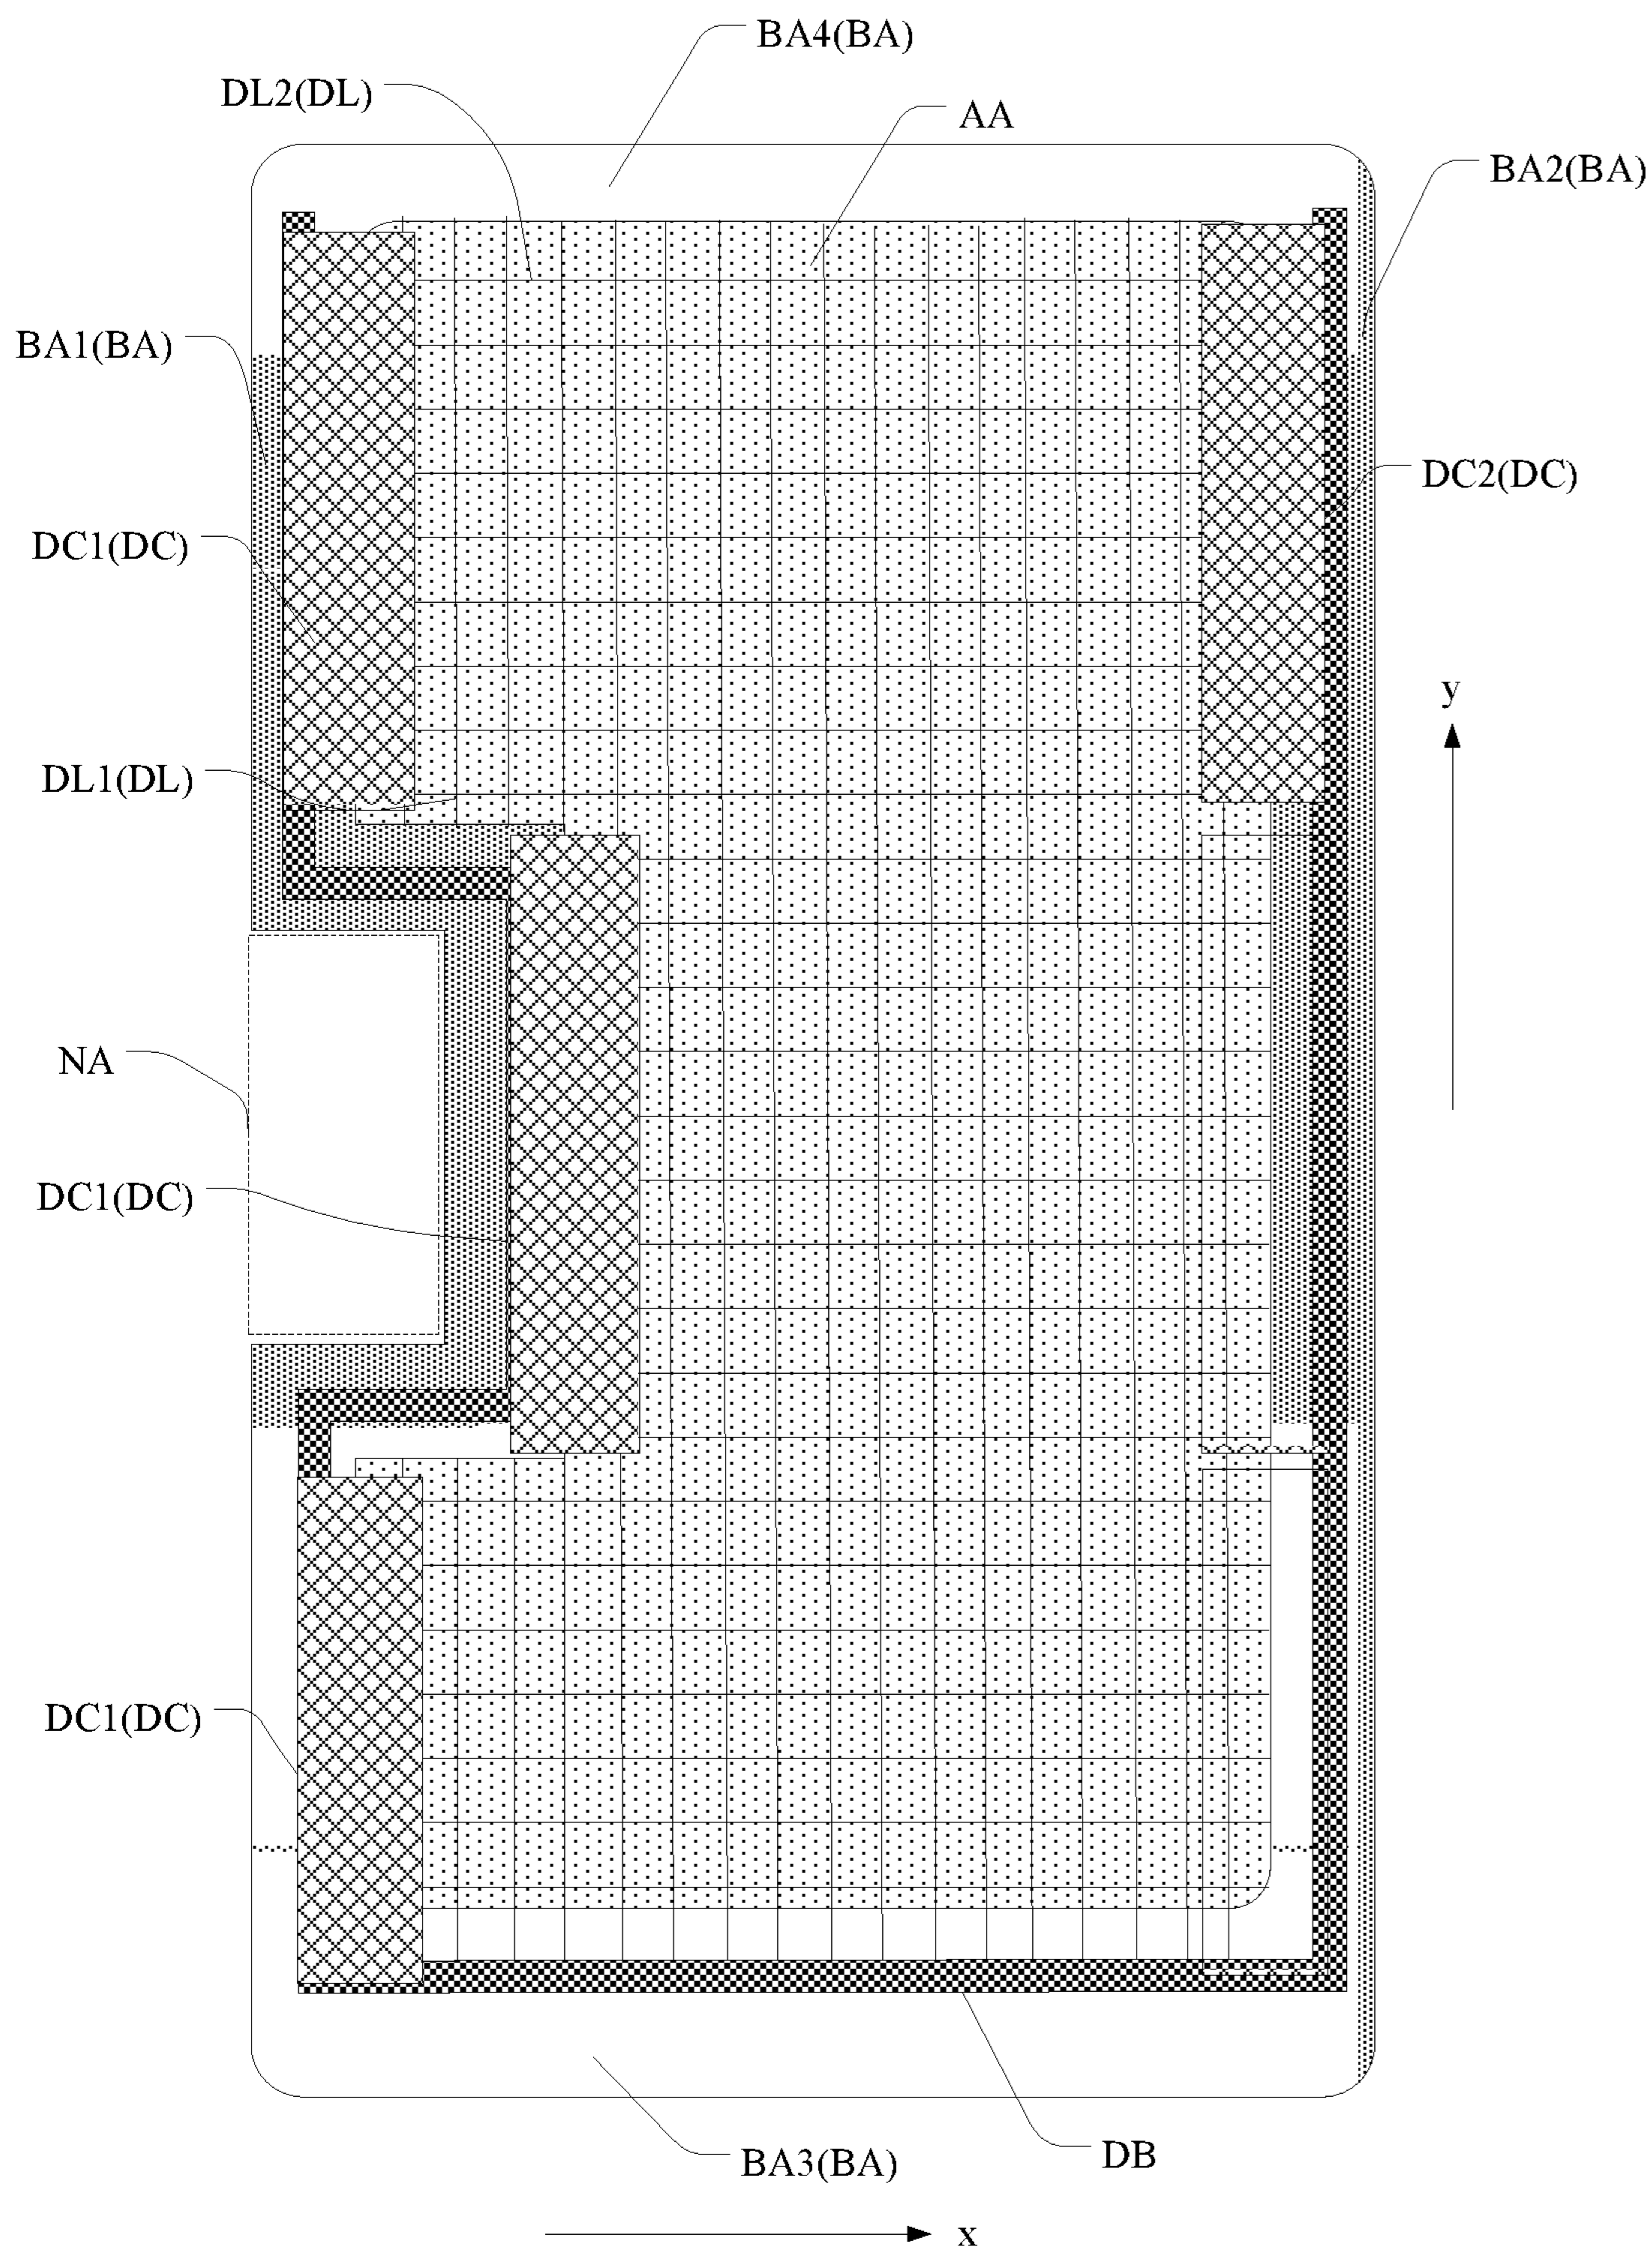 BA4(BA)
DL2(DL)
AA
BA2(BA)
BA1(BA)
DC2(DC)
DC1(DC)
y
DL1(DL)
NA
DC1(DC)
DC1(DC)
DB
BA3(BA)
x